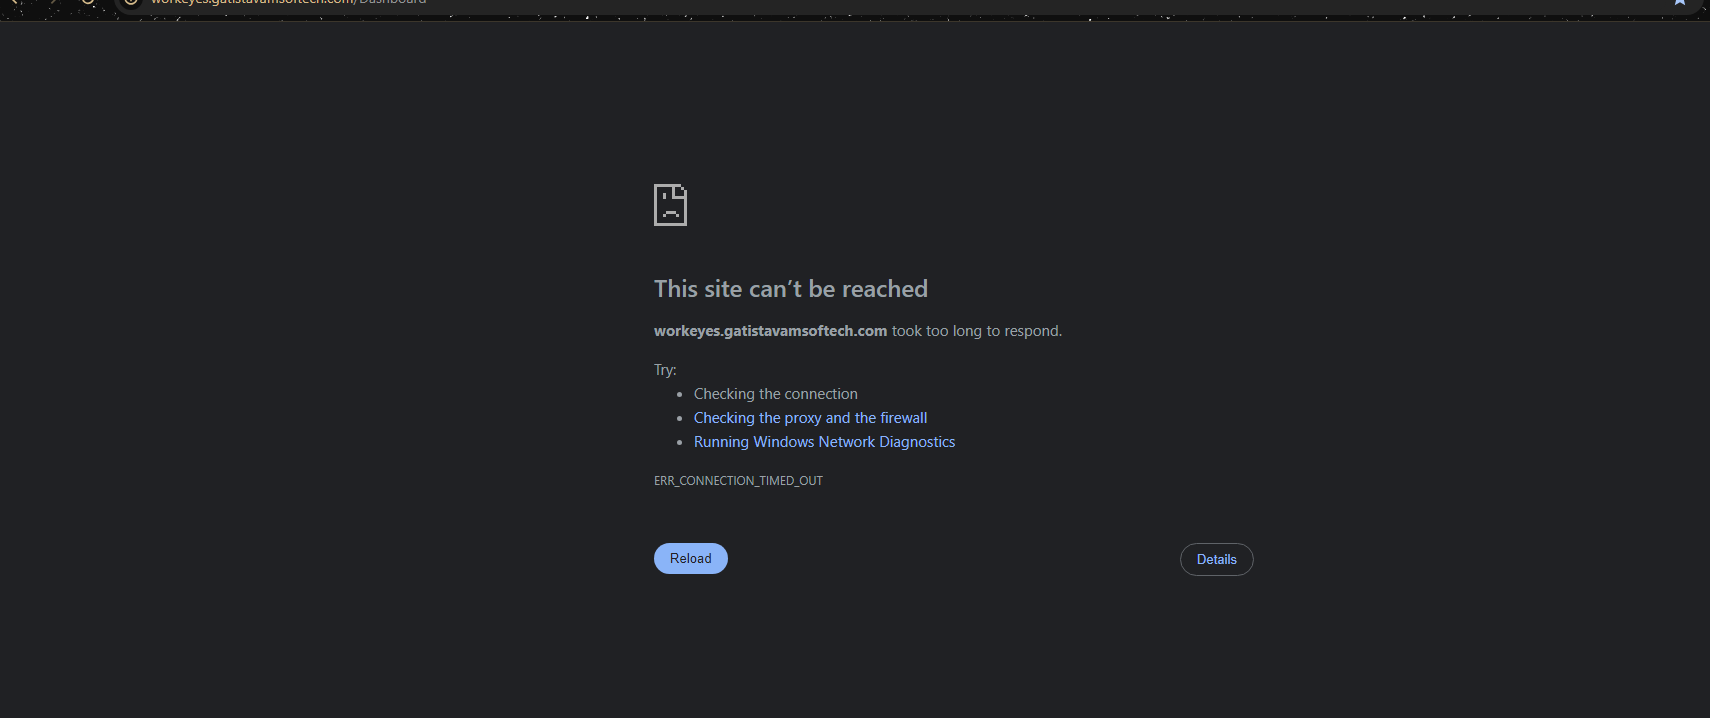 workeyes.gatistavamsoftech.com/Dashboard
This site can’t be reached
workeyes.gatistavamsoftech.com took too long to respond.
Try:
Checking the connection
Checking the proxy and the firewall
Running Windows Network Diagnostics
ERR_CONNECTION_TIMED_OUT
Reload
Details